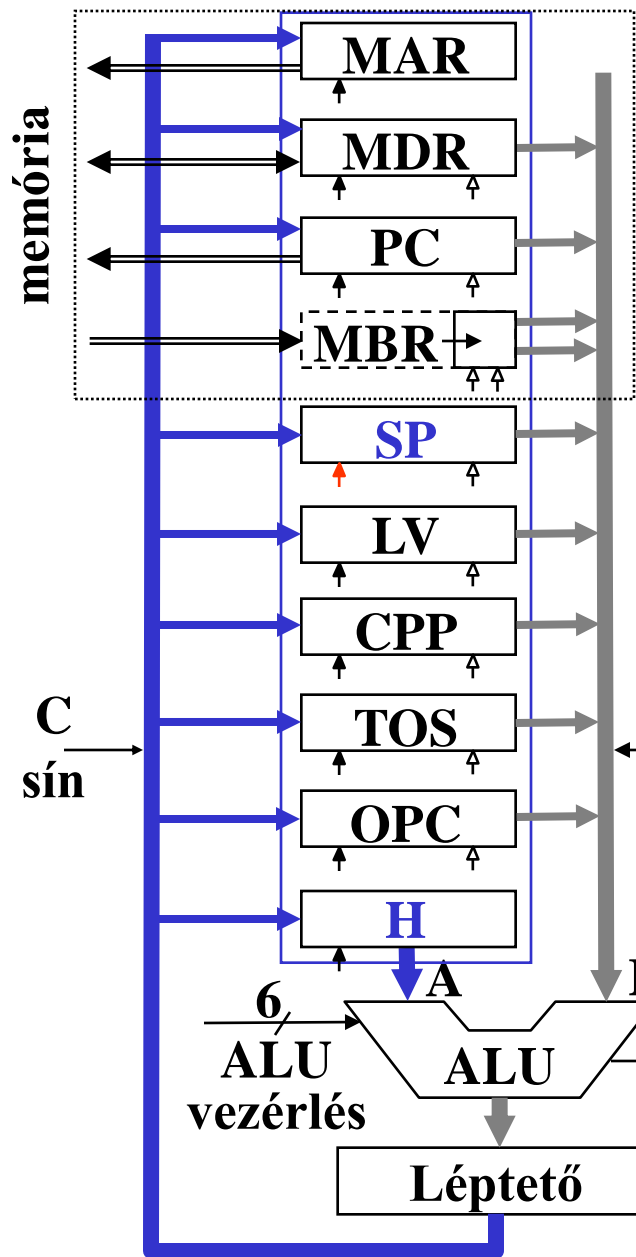 MAR
memória
MDR
PC
MBR
SP
LV
CPP
C
sín
TOS
OPC
H
A
6
ALU
vezérlés
ALU
Léptető